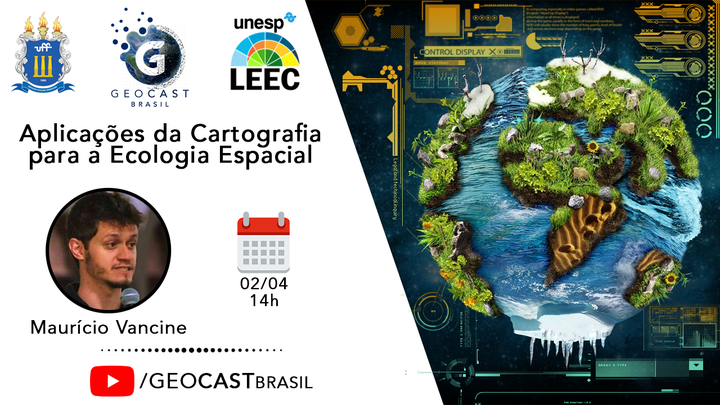 uff
GEOCAST
BRASIL
unesp
LEEC
Aplicações da Cartografia
para a Ecologia Espacial
02/04
14h
Maurício Vancine
/GEOCASTBRASIL
CONTROL DISPLAY